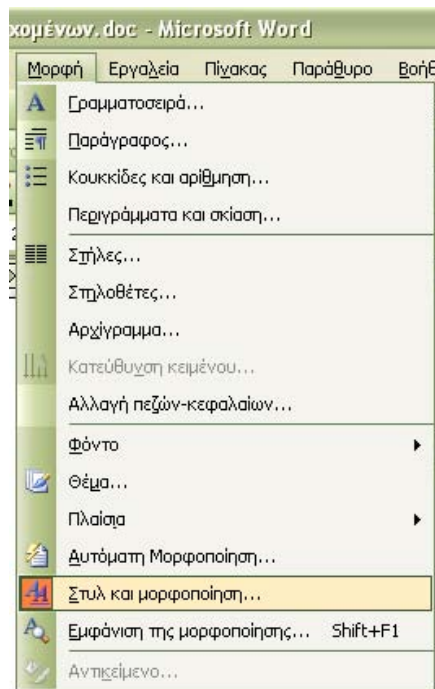 χομένων.doc - Microsoft Word
Μορφή Εργαλεία Πίνακας Παράθυρο Βοήθ
Γραμματοσειρά...
Παράγραφος...
Κουκκίδες και αρίθμηση...
Περιγράμματα και σκίαση...
Στήλες...
Στηλοθέτες...
Αρχίγραμμα...
Κατεύθυνση κειμένου...
Αλλαγή πεζών-κεφαλαίων...
Φόντο
Θέμα...
Πλαίσια
Αυτόματη Μορφοποίηση...
Στυλ και μορφοποίηση...
Εμφάνιση της μορφοποίησης... Shift+F1
Αντικείμενο...